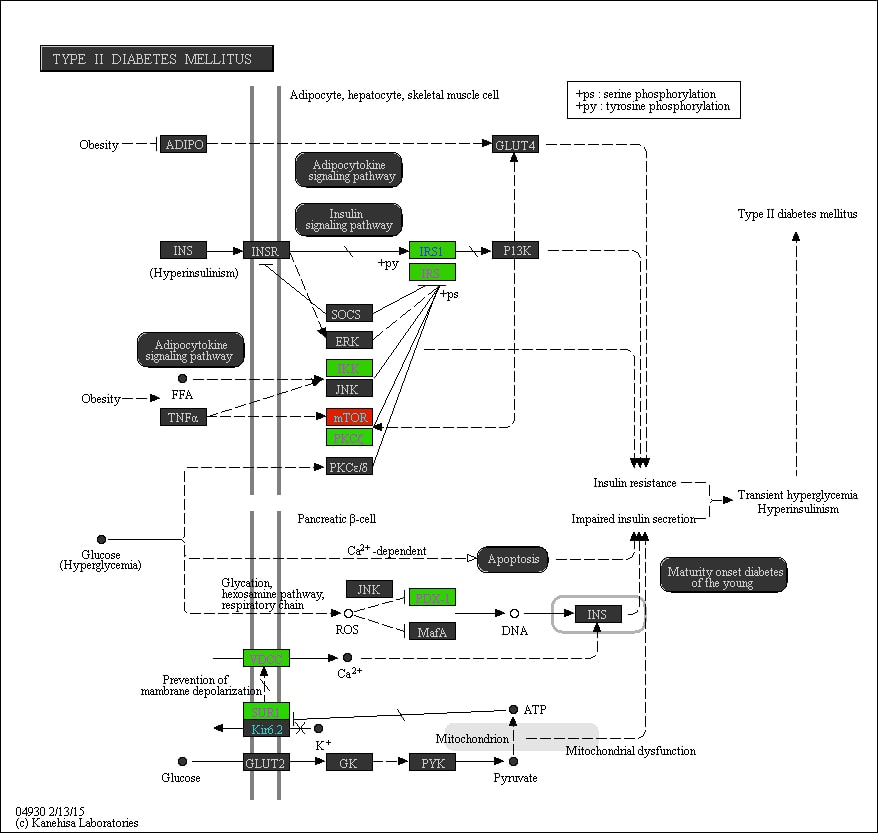 TYPE II DIABETES MELLITUS
Adipocyte, hepatocyte, skeletal muscle cell
+ps : serine phosphorylation
+py : tyrosine phosphorylation
Obesity
ADIPO
GLUT4
Adipocytokine
signaling pathway
Insulin
signaling pathway
Type II diabetes mellitus
INS
INSR
IRS1
P13K
(Hyperinsulinism)
+py
IRS
+ps
SOCS
ERK
Adipocytokine
signaling pathway
IKK
FFA
JNK
Obesity
TNFα
mTOR
PKCζ
PKCε/δ
Insulin resistance
Transient hyperglycemia
Hyperinsulinism
Pancreatic β-cell
Impaired insulin secretion
Glucose
(Hyperglycemia)
Ca2+ -dependent
Apoptosis
Maturity onset diabetes
of the young
Glycation,
hexosamine pathway,
respiratory chain
JNK
PDX-1
ROS
MafA
DNA
INS
VDCC
Ca2+
Prevention of
mambrane depolarization
SUR1
Kir6.2
K+
ATP
Mitochondrion
Mitochondrial dysfunction
Glucose
GLUT2
GK
PYK
Pyruvate
04930 2/13/15
(c) Kanehisa Laboratories